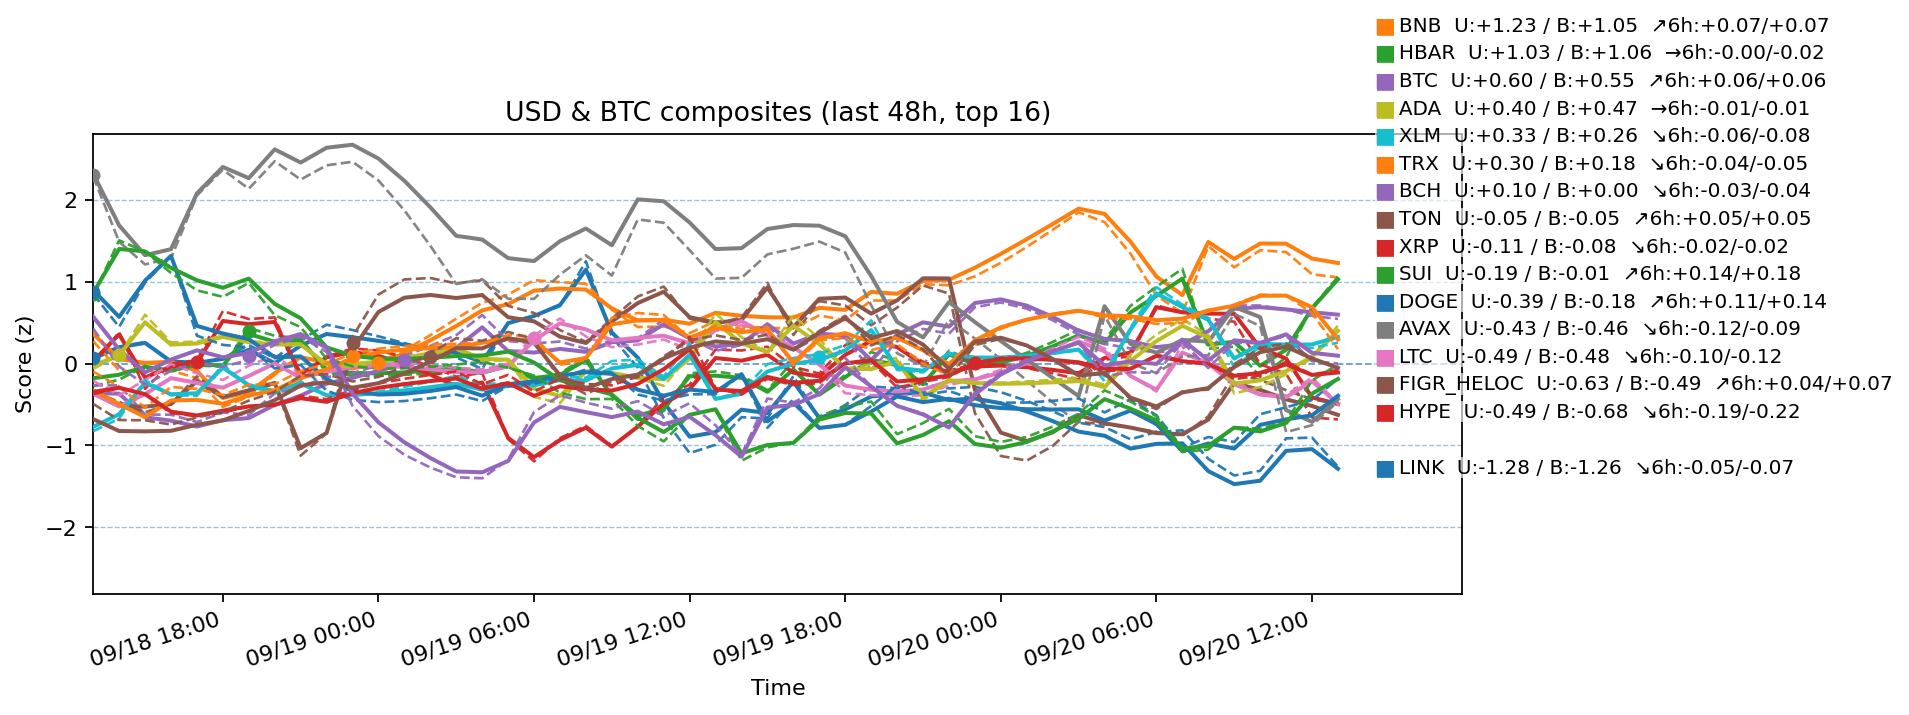 BNB  U:+1.23 / B:+1.05  ↗6h:+0.07/+0.07
HBAR  U:+1.03 / B:+1.06  →6h:-0.00/-0.02
BTC  U:+0.60 / B:+0.55  ↗6h:+0.06/+0.06
ADA  U:+0.40 / B:+0.47  →6h:-0.01/-0.01
XLM  U:+0.33 / B:+0.26  ↘6h:-0.06/-0.08
TRX  U:+0.30 / B:+0.18  ↘6h:-0.04/-0.05
BCH  U:+0.10 / B:+0.00  ↘6h:-0.03/-0.04
TON  U:-0.05 / B:-0.05  ↗6h:+0.05/+0.05
XRP  U:-0.11 / B:-0.08  ↘6h:-0.02/-0.02
SUI  U:-0.19 / B:-0.01  ↗6h:+0.14/+0.18
DOGE  U:-0.39 / B:-0.18  ↗6h:+0.11/+0.14
AVAX  U:-0.43 / B:-0.46  ↘6h:-0.12/-0.09
LTC  U:-0.49 / B:-0.48  ↘6h:-0.10/-0.12
FIGR_HELOC  U:-0.63 / B:-0.49  ↗6h:+0.04/+0.07
HYPE  U:-0.49 / B:-0.68  ↘6h:-0.19/-0.22
LINK  U:-1.28 / B:-1.26  ↘6h:-0.05/-0.07
USD & BTC composites (last 48h, top 16)
Score (z)
2
1
0
−1
−2
09/18 18:00
09/19 00:00
09/19 06:00
09/19 12:00
09/19 18:00
09/20 00:00
09/20 06:00
09/20 12:00
Time